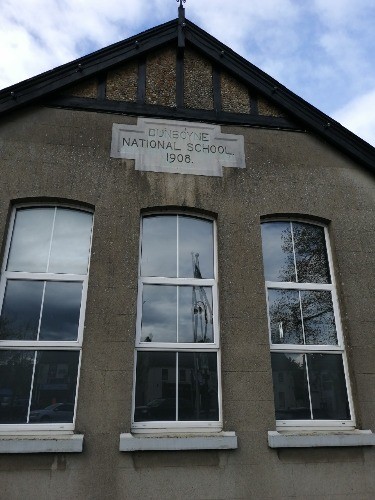 DUNBOYNE
NATIONAL SCHOOL.
1908.